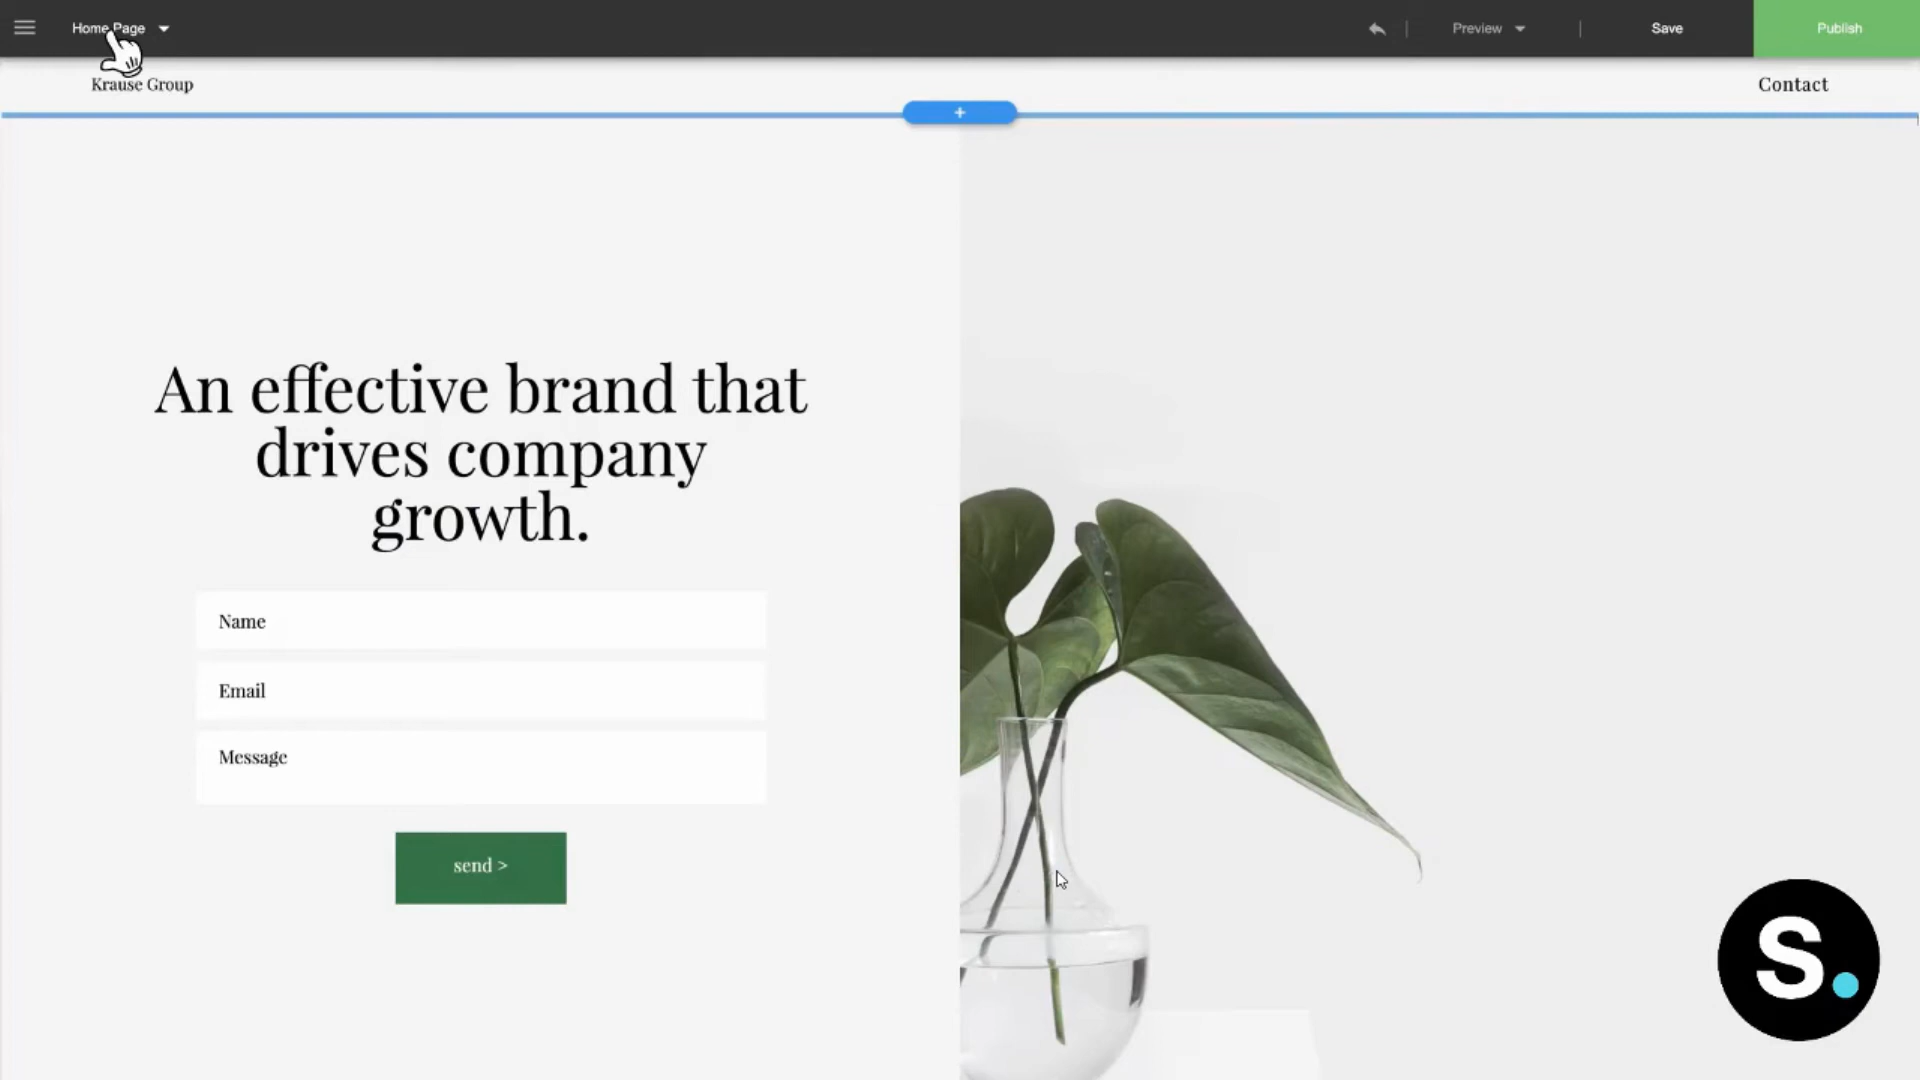 Home Page
Preview
Save
Publish
Krause Group
Contact
+
An effective brand that
drives company
growth.
Name
Email
Message
send >
S.